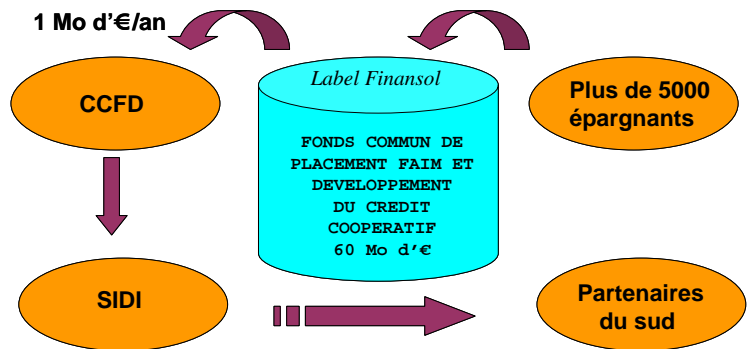 1 Mo d'€/an
CCFD
Label Finansol
FONDS COMMUN DE
PLACEMENT FAIM ET
DEVELOPPEMENT
DU CREDIT
COOPERATIF
60 Mo d'€
Plus de 5000
épargnants
SIDI
Partenaires
du sud